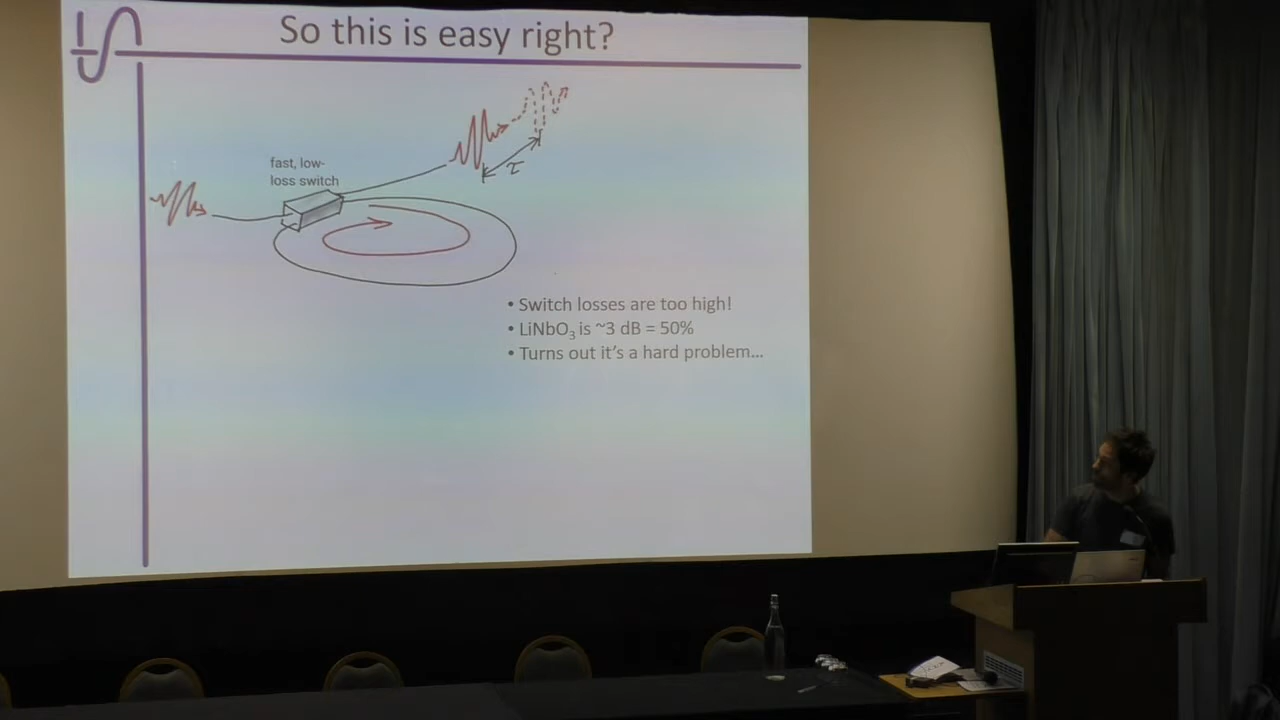 So this is easy right?
fast, low-
loss switch
τ
• Switch losses are too high!
• LiNbO₃ is ~3 dB = 50%
• Turns out it's a hard problem...